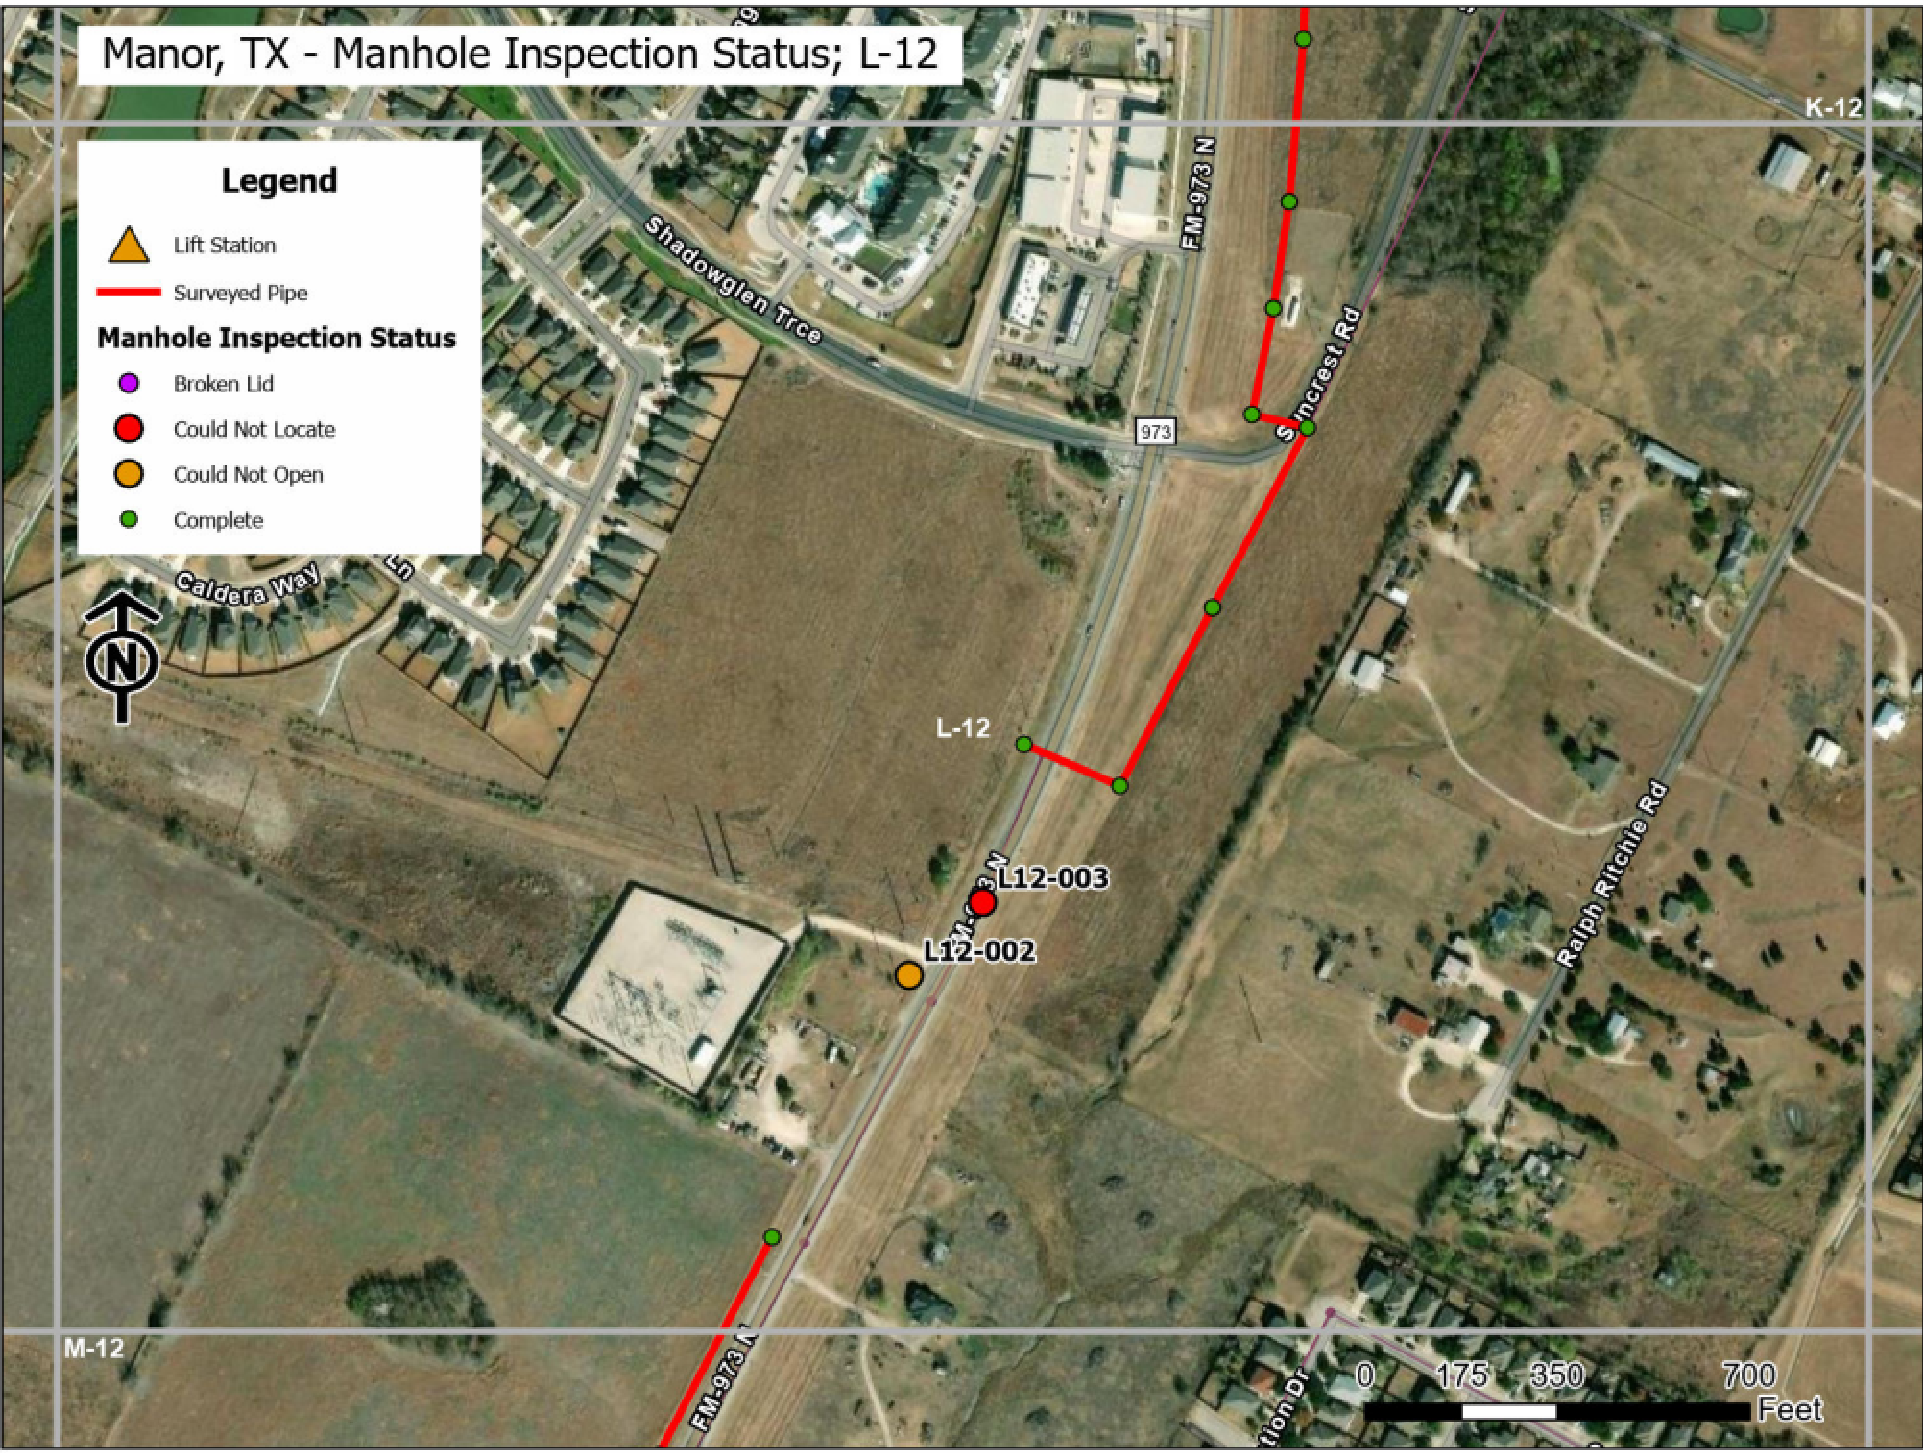 Manor, TX - Manhole Inspection Status; L-12
K-12
Legend
Lift Station
Surveyed Pipe
Manhole Inspection Status
Broken Lid
Could Not Locate
Could Not Open
Complete
FM-973 N
Shadowglen Trce
Suncrest Rd
973
Ln
Caldera Way
N
L-12
Ralph Ritchie Rd
L12-003
L12-002
M-12
FM-973 N
0 175 350 700
Feet